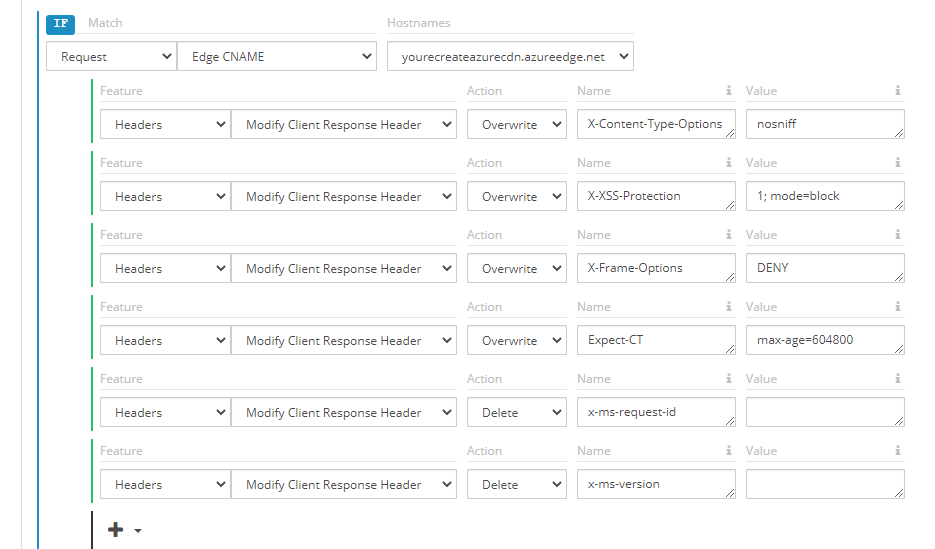 IF Match Hostnames
Request Edge CNAME yourecreateazurecdn.azureedge.net
Feature Action Name i Value i
Headers Modify Client Response Header Overwrite X-Content-Type-Options nosniff
Feature Action Name i Value i
Headers Modify Client Response Header Overwrite X-XSS-Protection 1; mode=block
Feature Action Name i Value i
Headers Modify Client Response Header Overwrite X-Frame-Options DENY
Feature Action Name i Value i
Headers Modify Client Response Header Overwrite Expect-CT max-age=604800
Feature Action Name i Value i
Headers Modify Client Response Header Delete x-ms-request-id
Feature Action Name i Value i
Headers Modify Client Response Header Delete x-ms-version